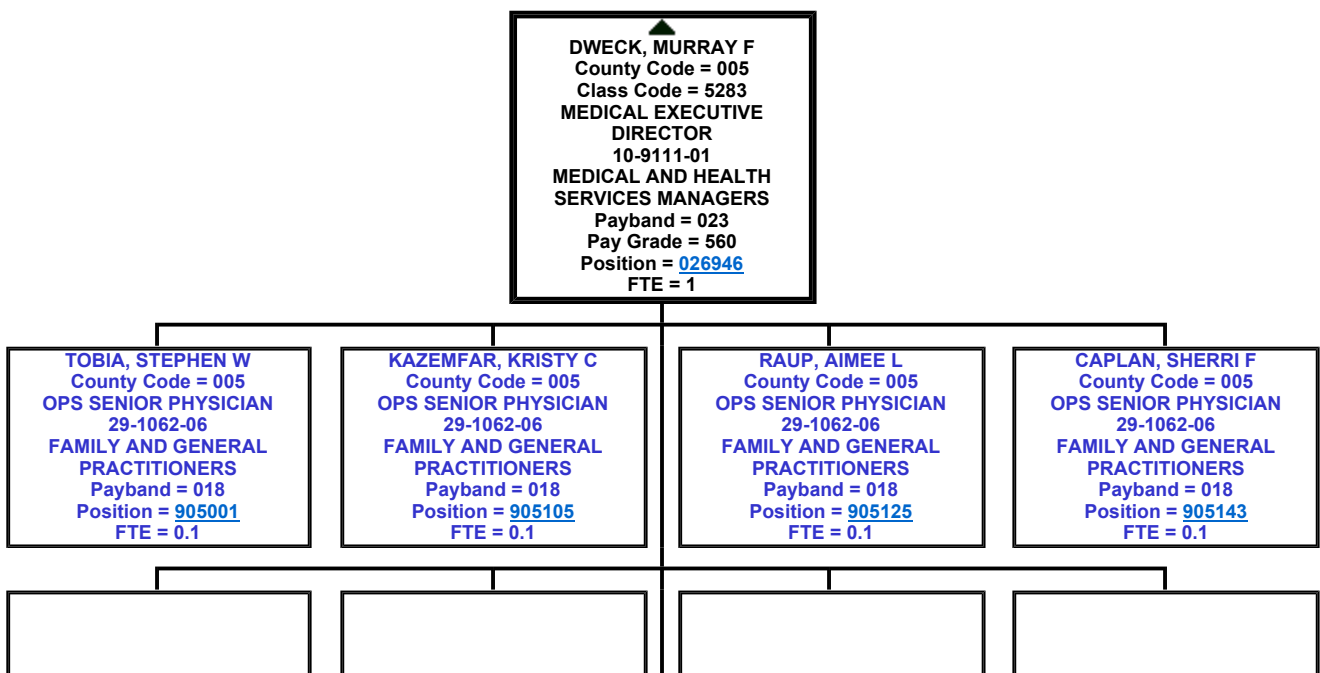 DWECK, MURRAY F
County Code = 005
Class Code = 5283
MEDICAL EXECUTIVE
DIRECTOR
10-9111-01
MEDICAL AND HEALTH
SERVICES MANAGERS
Payband = 023
Pay Grade = 560
Position = 026946
FTE = 1
TOBIA, STEPHEN W
County Code = 005
OPS SENIOR PHYSICIAN
29-1062-06
FAMILY AND GENERAL
PRACTITIONERS
Payband = 018
Position = 905001
FTE = 0.1
KAZEMFAR, KRISTY C
County Code = 005
OPS SENIOR PHYSICIAN
29-1062-06
FAMILY AND GENERAL
PRACTITIONERS
Payband = 018
Position = 905105
FTE = 0.1
RAUP, AIMEE L
County Code = 005
OPS SENIOR PHYSICIAN
29-1062-06
FAMILY AND GENERAL
PRACTITIONERS
Payband = 018
Position = 905125
FTE = 0.1
CAPLAN, SHERRI F
County Code = 005
OPS SENIOR PHYSICIAN
29-1062-06
FAMILY AND GENERAL
PRACTITIONERS
Payband = 018
Position = 905143
FTE = 0.1